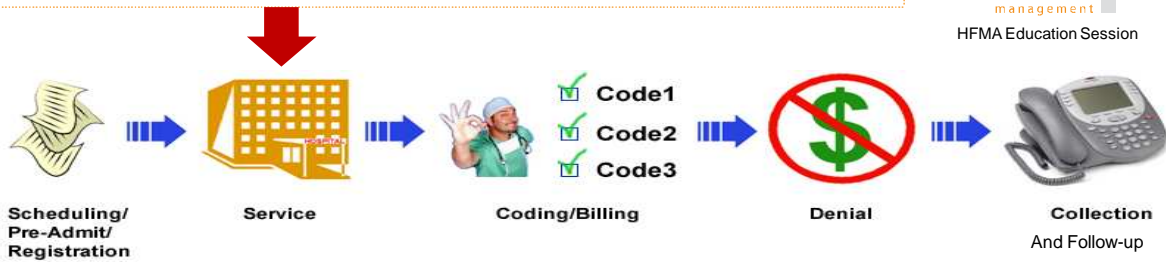 management
HFMA Education Session
HOSPITAL
Code1
Code2
Code3
Scheduling/
Pre-Admit/
Registration
Service
Coding/Billing
Denial
Collection
And Follow-up